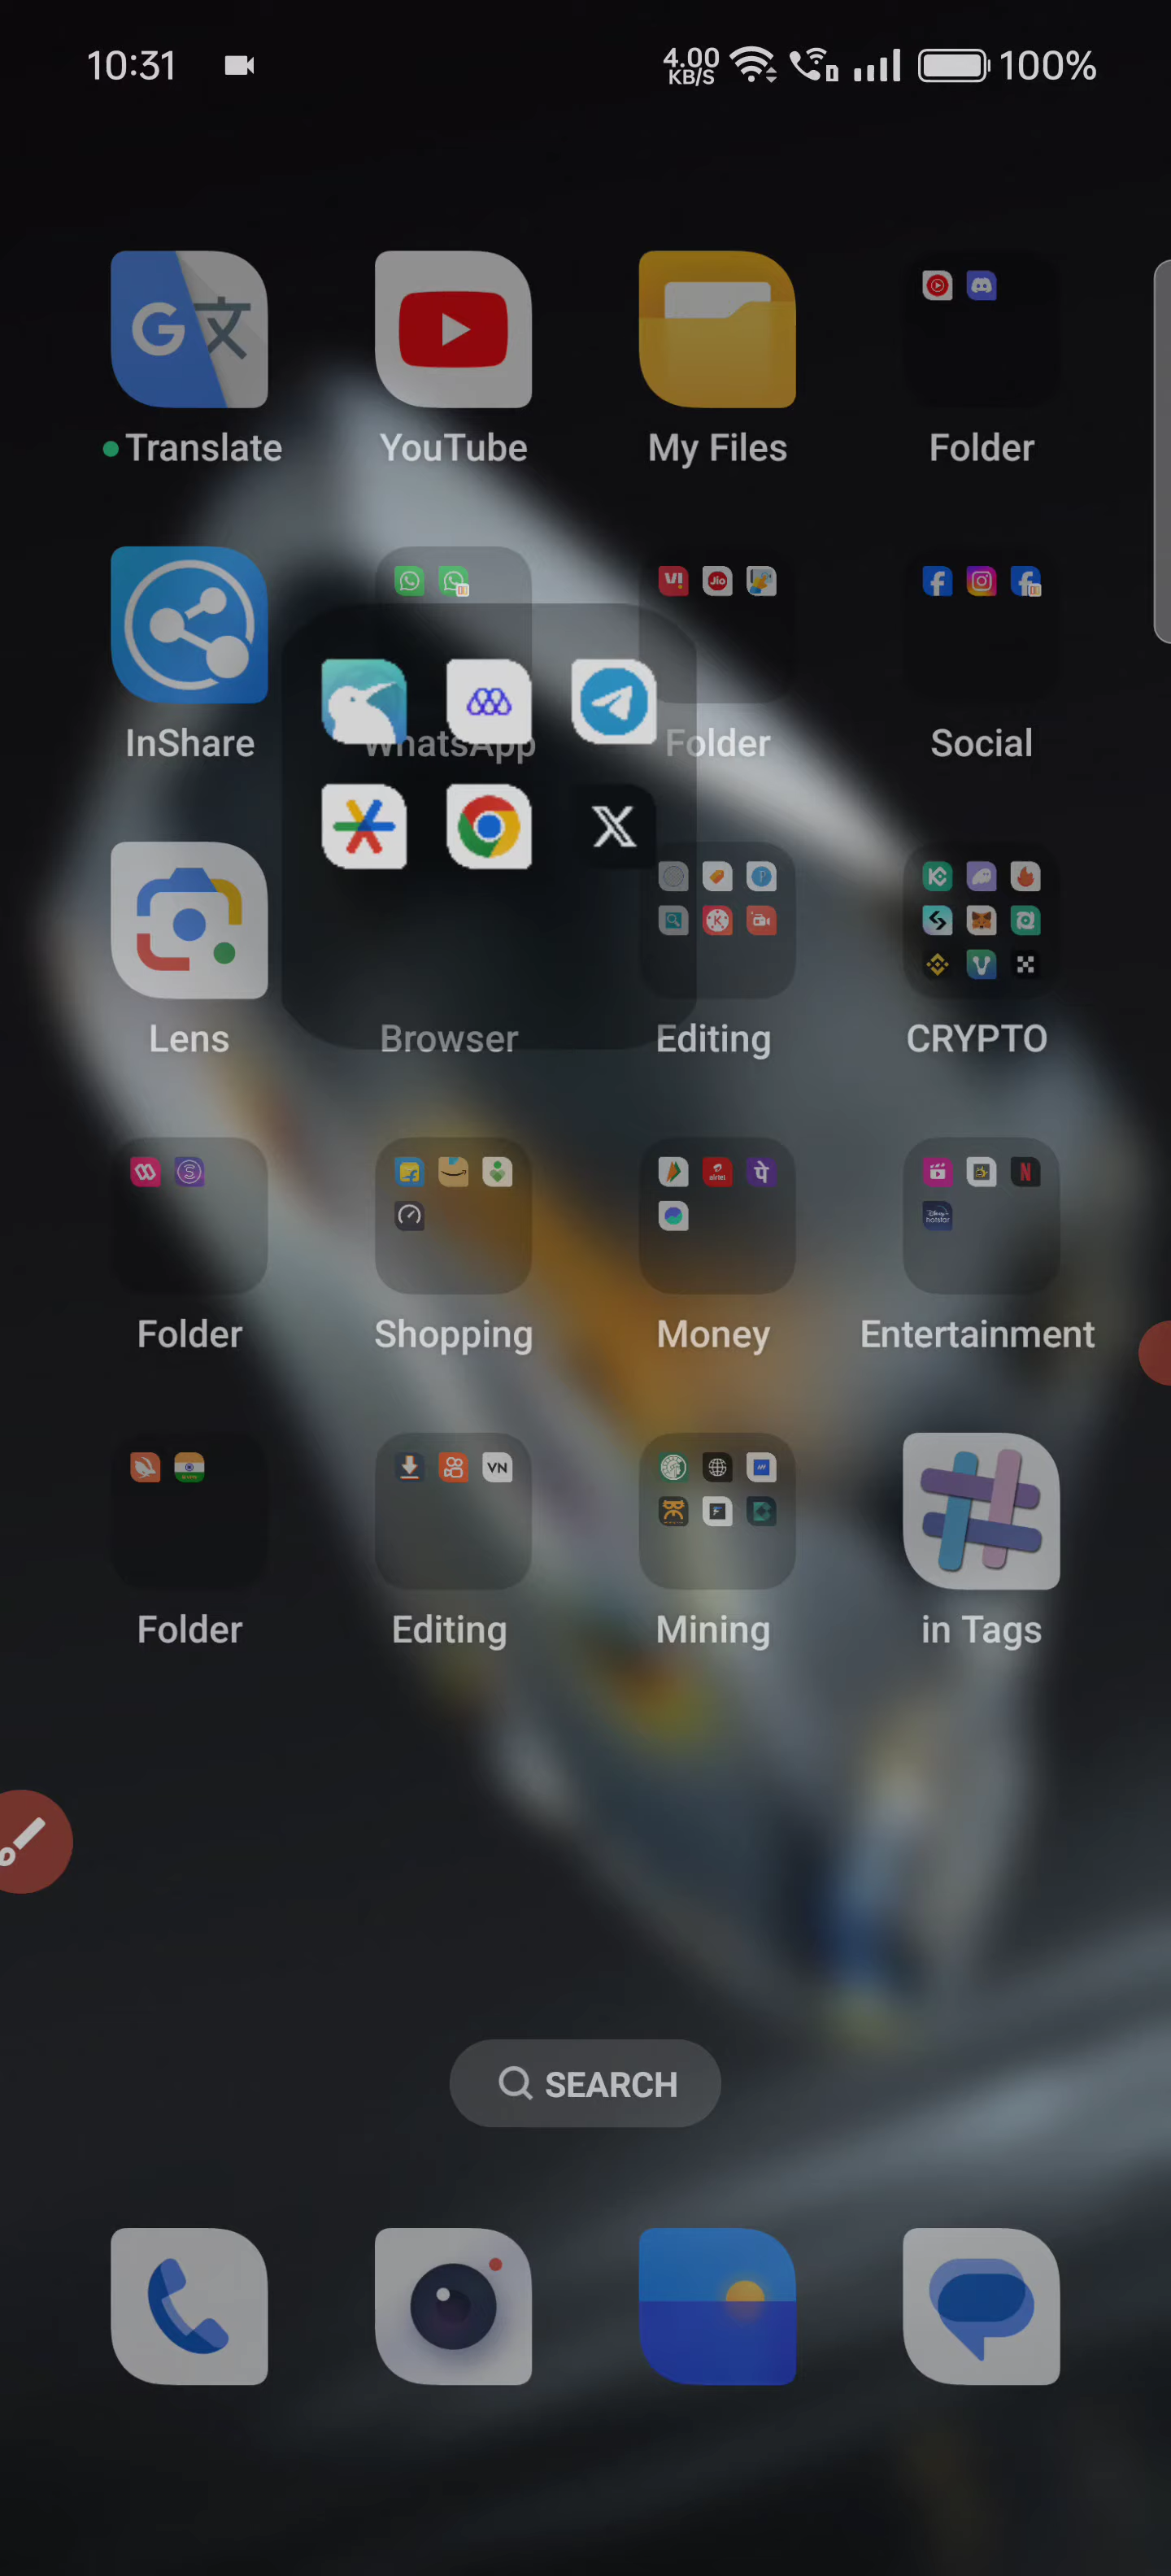 10:31
4.00
KB/S
100%
Translate
YouTube
My Files
Folder
InShare
WhatsApp
Folder
Social
Lens
Browser
Editing
CRYPTO
Folder
Shopping
Money
Entertainment
Folder
Editing
Mining
in Tags
SEARCH